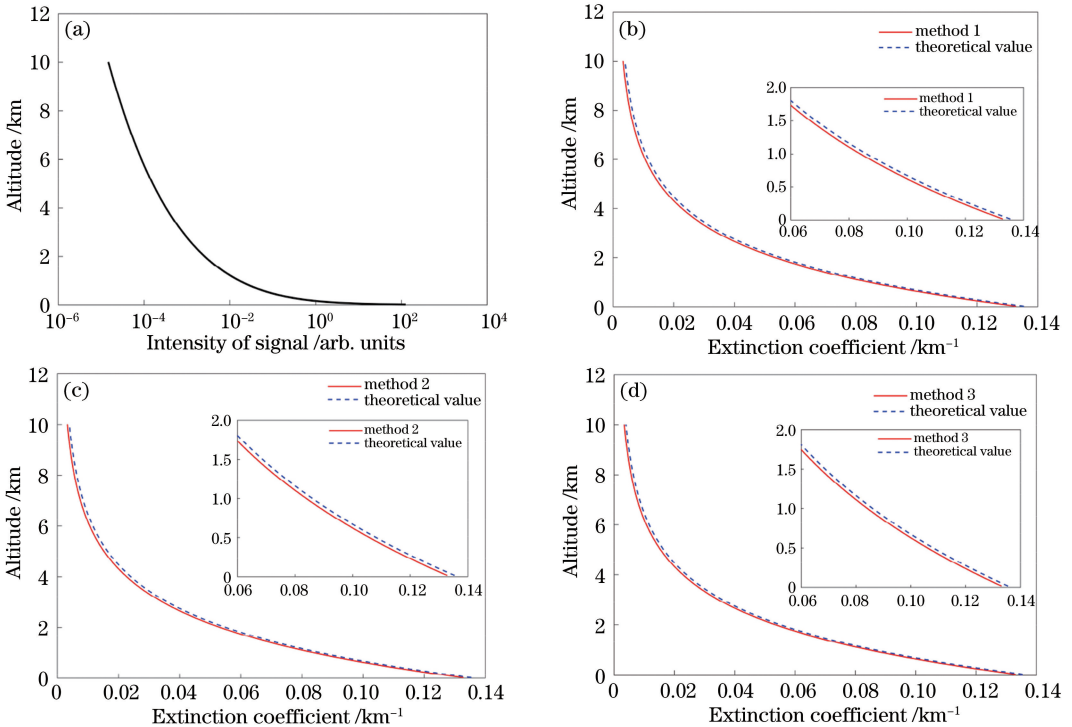 (a)
12
10
8
6
4
2
0
Altitude /km
10⁻⁶ 10⁻⁴ 10⁻² 10⁰ 10² 10⁴
Intensity of signal /arb. units
(b)
method 1
theoretical value
12
10
8
6
4
2
0
Altitude /km
method 1
theoretical value
2.0
1.5
1.0
0.5
0
0.06 0.08 0.10 0.12 0.14
0 0.02 0.04 0.06 0.08 0.10 0.12 0.14
Extinction coefficient /km⁻¹
(c)
method 2
theoretical value
12
10
8
6
4
2
0
Altitude /km
method 2
theoretical value
2.0
1.5
1.0
0.5
0
0.06 0.08 0.10 0.12 0.14
0 0.02 0.04 0.06 0.08 0.10 0.12 0.14
Extinction coefficient /km⁻¹
(d)
method 3
theoretical value
12
10
8
6
4
2
0
Altitude /km
method 3
theoretical value
2.0
1.5
1.0
0.5
0
0.06 0.08 0.10 0.12 0.14
0 0.02 0.04 0.06 0.08 0.10 0.12 0.14
Extinction coefficient /km⁻¹